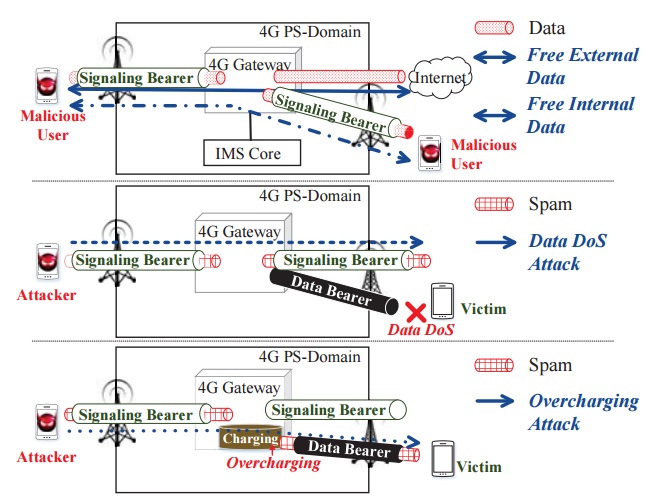 4G PS-Domain
4G Gateway
Signaling Bearer
Internet
Signaling Bearer
Malicious
User
IMS Core
Malicious
User
Data
Free External
Data
Free Internal
Data
4G PS-Domain
4G Gateway
Signaling Bearer
Signaling Bearer
Data Bearer
Attacker
Victim
Data DoS
Spam
Data DoS
Attack
4G PS-Domain
4G Gateway
Signaling Bearer
Signaling Bearer
Charging
Data Bearer
Overcharging
Attacker
Victim
Spam
Overcharging
Attack